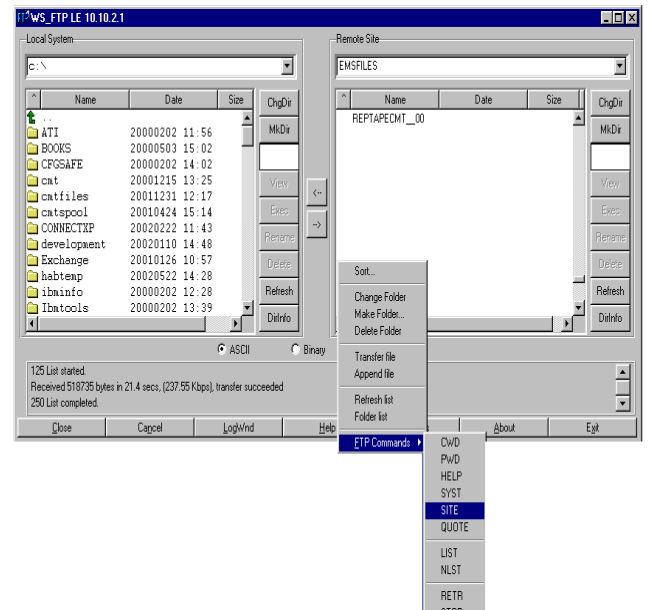 WS_FTP LE 10.10.2.1
Local System
Remote Site
c:\
EMSFILES
^ Name Date Size
ChgDir
^ Name Date Size
ChgDir
..
REPTAPECMT__00
ATI 20000202 11:56
MkDir
MkDir
BOOKS 20000503 15:02
CFGSAFE 20000202 14:02
cmt 20001215 13:25
View
View
cmtfiles 20011231 12:17
<--
cmtspool 20010424 15:14
Exec
Exec
CONNECTXP 20020222 11:43
-->
Rename
Rename
development 20020110 14:48
Exchange 20010126 10:57
Delete
Delete
habtemp 20020522 14:28
ibminfo 20000202 12:28
Refresh
Refresh
Ibmtools 20000202 13:39
DirInfo
DirInfo
ASCII
Binary
125 List started.
Received 518735 bytes in 21.4 secs, (237.55 Kbps), transfer succeeded
250 List completed.
Close Cancel LogWnd Help
About Exit
Sort...
Change Folder
Make Folder...
Delete Folder
Transfer file
Append file
Refresh list
Folder list
FTP Commands
CWD
PWD
HELP
SYST
SITE
QUOTE
LIST
NLST
RETR